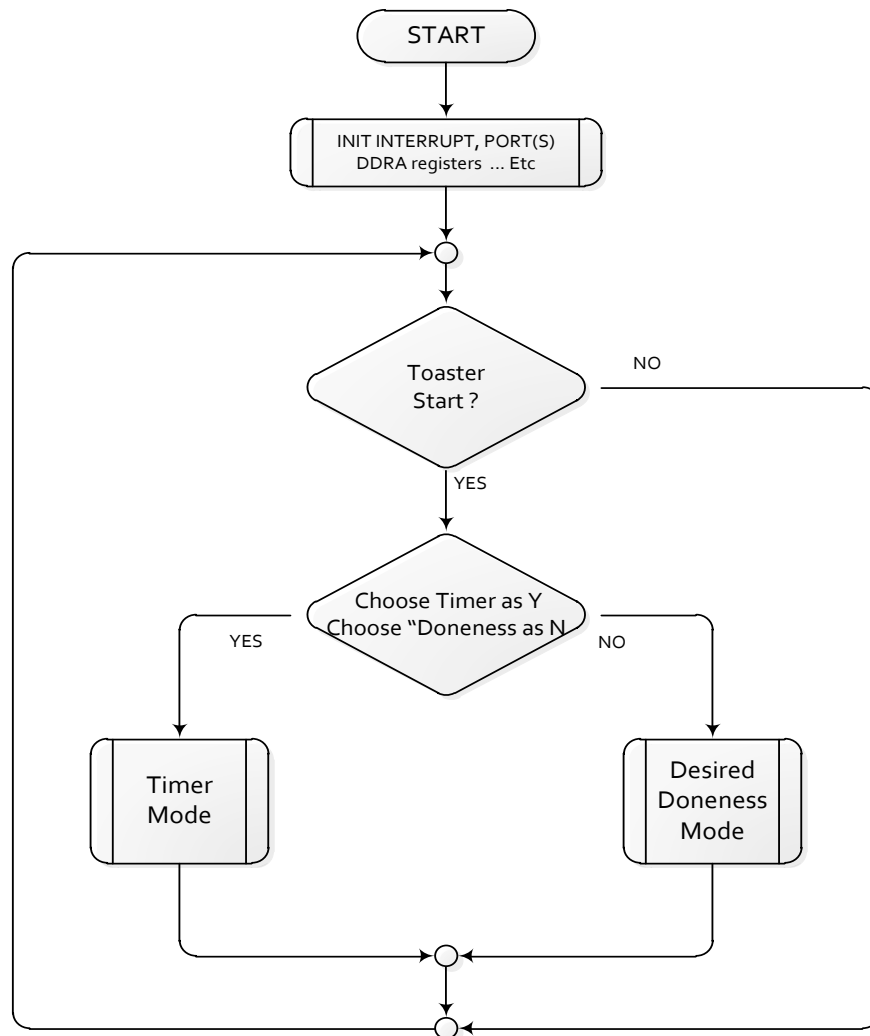 START
INIT INTERRUPT, PORT(S)
DDRA registers ... Etc
Toaster
Start ?
NO
YES
Choose Timer as Y
Choose “Doneness as N
YES
NO
Timer
Mode
Desired
Doneness
Mode